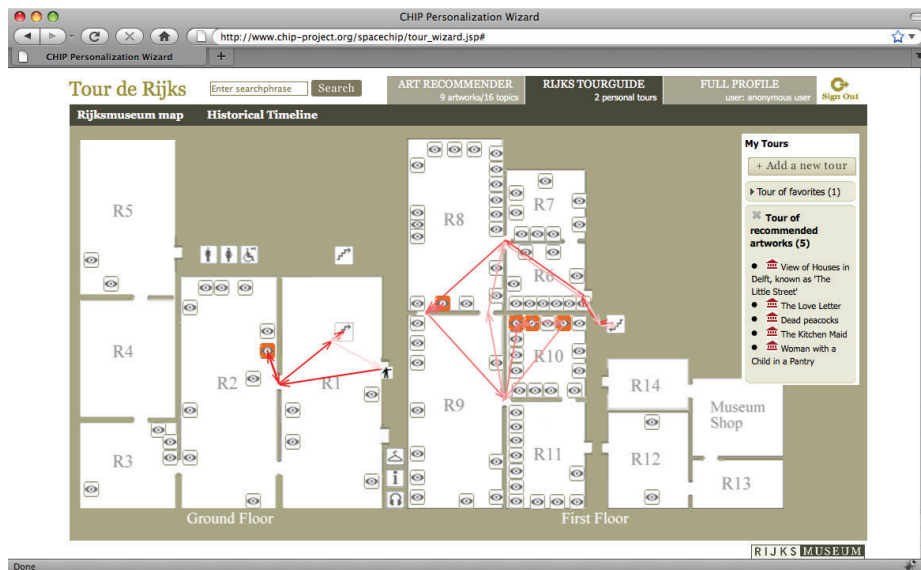 CHIP Personalization Wizard
http://www.chip-project.org/spacechip/tour_wizard.jsp#
CHIP Personalization Wizard
+
Tour de Rijks
Enter searchphrase
Search
ART RECOMMENDER
9 artworks/16 topics
RIJKS TOURGUIDE
2 personal tours
FULL PROFILE
user: anonymous user
Sign Out
Rijksmuseum map
Historical Timeline
My Tours
+ Add a new tour
Tour of favorites (1)
Tour of
recommended
artworks (5)
View of Houses in
Delft, known as 'The
Little Street'
The Love Letter
Dead peacocks
The Kitchen Maid
Woman with a
Child in a Pantry
R5
R4
R3
R2
R1
R8
R7
R6
R9
R10
R11
R14
R12
R13
Museum
Shop
Ground Floor
First Floor
RIJKS MUSEUM
Done